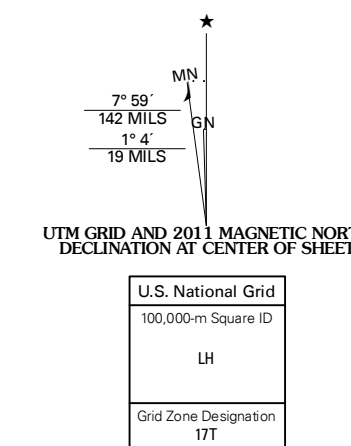 ★
MN
7° 59´
142 MILS
GN
1° 4´
19 MILS
UTM GRID AND 2011 MAGNETIC NORT
DECLINATION AT CENTER OF SHEET
U.S. National Grid
100,000-m Square ID
LH
Grid Zone Designation
17T